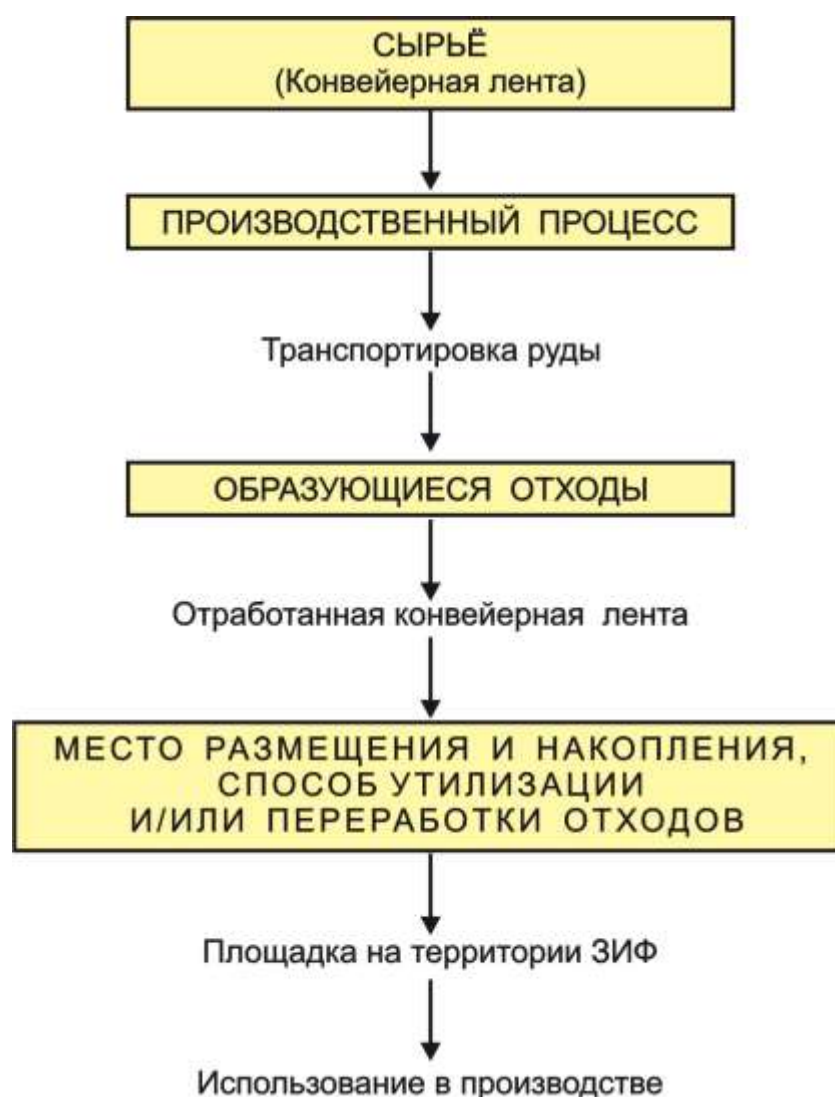 СЫРЬЁ
(Конвейерная лента)
ПРОИЗВОДСТВЕННЫЙ ПРОЦЕСС
Транспортировка руды
ОБРАЗУЮЩИЕСЯ ОТХОДЫ
Отработанная конвейерная лента
МЕСТО РАЗМЕЩЕНИЯ И НАКОПЛЕНИЯ,
СПОСОБ УТИЛИЗАЦИИ
И/ИЛИ ПЕРЕРАБОТКИ ОТХОДОВ
Площадка на территории ЗИФ
Использование в производстве